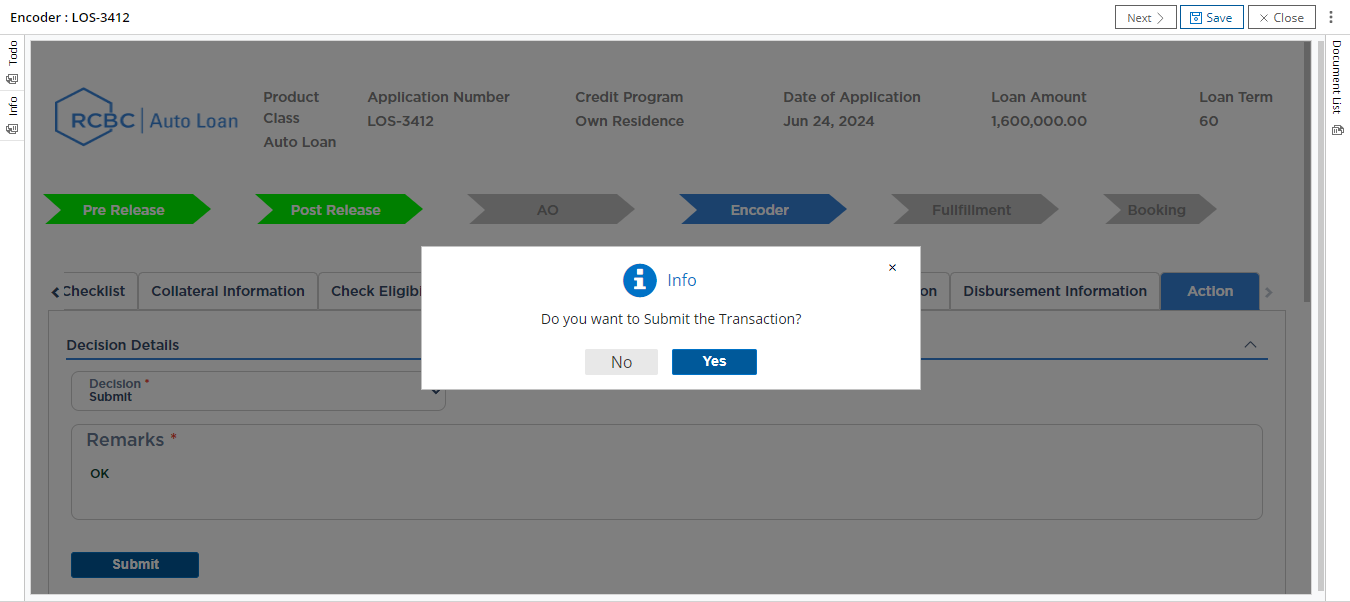 Encoder : LOS-3412
Next
Save
Close
Todo
Info
Document List
RCBC Auto Loan
Product Class
Auto Loan
Application Number
LOS-3412
Credit Program
Own Residence
Date of Application
Jun 24, 2024
Loan Amount
1,600,000.00
Loan Term
60
Pre Release
Post Release
AO
Encoder
Fullfillment
Booking
Checklist
Collateral Information
Check Eligibi
on
Disbursement Information
Action
Info
Do you want to Submit the Transaction?
No
Yes
Decision Details
Decision *
Submit
Remarks *
OK
Submit